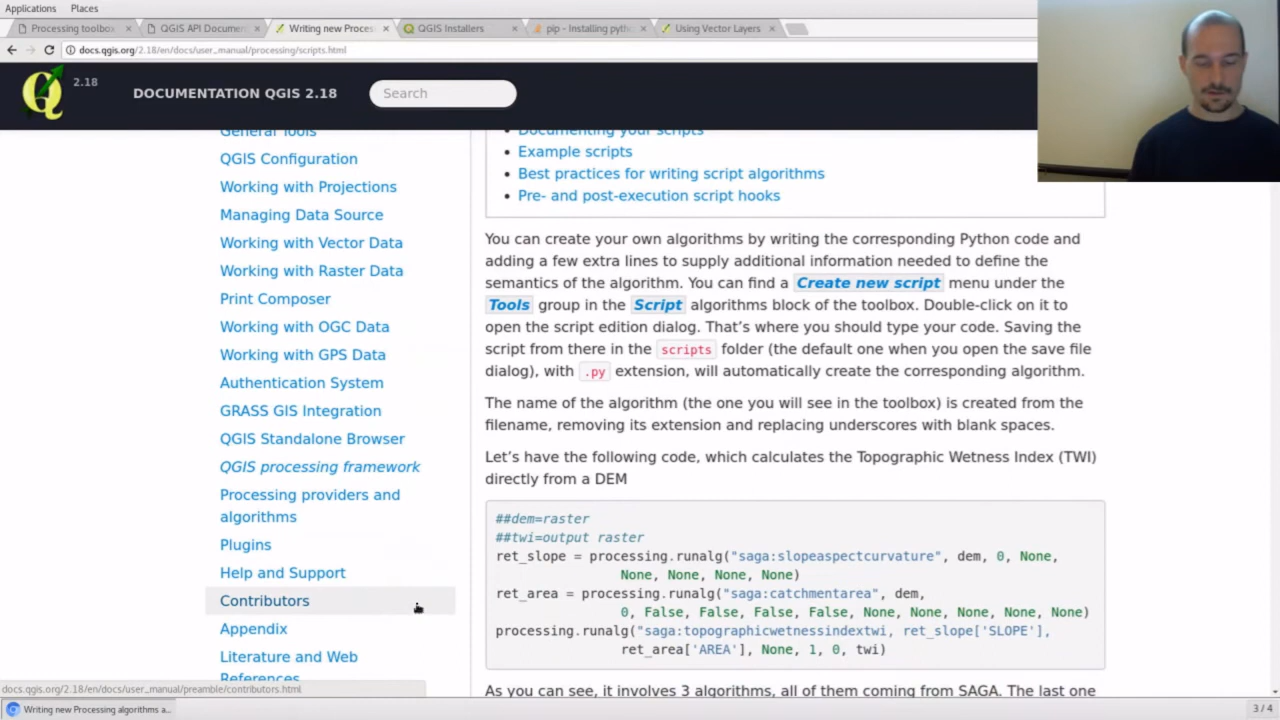 Applications Places
Processing toolbox
QGIS API Documen
Writing new Proces
QGIS Installers
pip - Installing pyth
Using Vector Layers
docs.qgis.org/2.18/en/docs/user_manual/processing/scripts.html
2.18
DOCUMENTATION QGIS 2.18
Search
General Tools
QGIS Configuration
Working with Projections
Managing Data Source
Working with Vector Data
Working with Raster Data
Print Composer
Working with OGC Data
Working with GPS Data
Authentication System
GRASS GIS Integration
QGIS Standalone Browser
QGIS processing framework
Processing providers and
algorithms
Plugins
Help and Support
Contributors
Appendix
Literature and Web
References
• Documenting your scripts
• Example scripts
• Best practices for writing script algorithms
• Pre- and post-execution script hooks
You can create your own algorithms by writing the corresponding Python code and
adding a few extra lines to supply additional information needed to define the
semantics of the algorithm. You can find a Create new script menu under the
Tools group in the Script algorithms block of the toolbox. Double-click on it to
open the script edition dialog. That's where you should type your code. Saving the
script from there in the scripts folder (the default one when you open the save file
dialog), with .py extension, will automatically create the corresponding algorithm.
The name of the algorithm (the one you will see in the toolbox) is created from the
filename, removing its extension and replacing underscores with blank spaces.
Let's have the following code, which calculates the Topographic Wetness Index (TWI)
directly from a DEM
##dem=raster
##twi=output raster
ret_slope = processing.runalg("saga:slopeaspectcurvature", dem, 0, None,
None, None, None, None)
ret_area = processing.runalg("saga:catchmentarea", dem,
0, False, False, False, False, None, None, None, None, None)
processing.runalg("saga:topographicwetnessindextwi, ret_slope['SLOPE'],
ret_area['AREA'], None, 1, 0, twi)
As you can see, it involves 3 algorithms, all of them coming from SAGA. The last one
docs.qgis.org/2.18/en/docs/user_manual/preamble/contributors.html
Writing new Processing algorithms a...
3 / 4